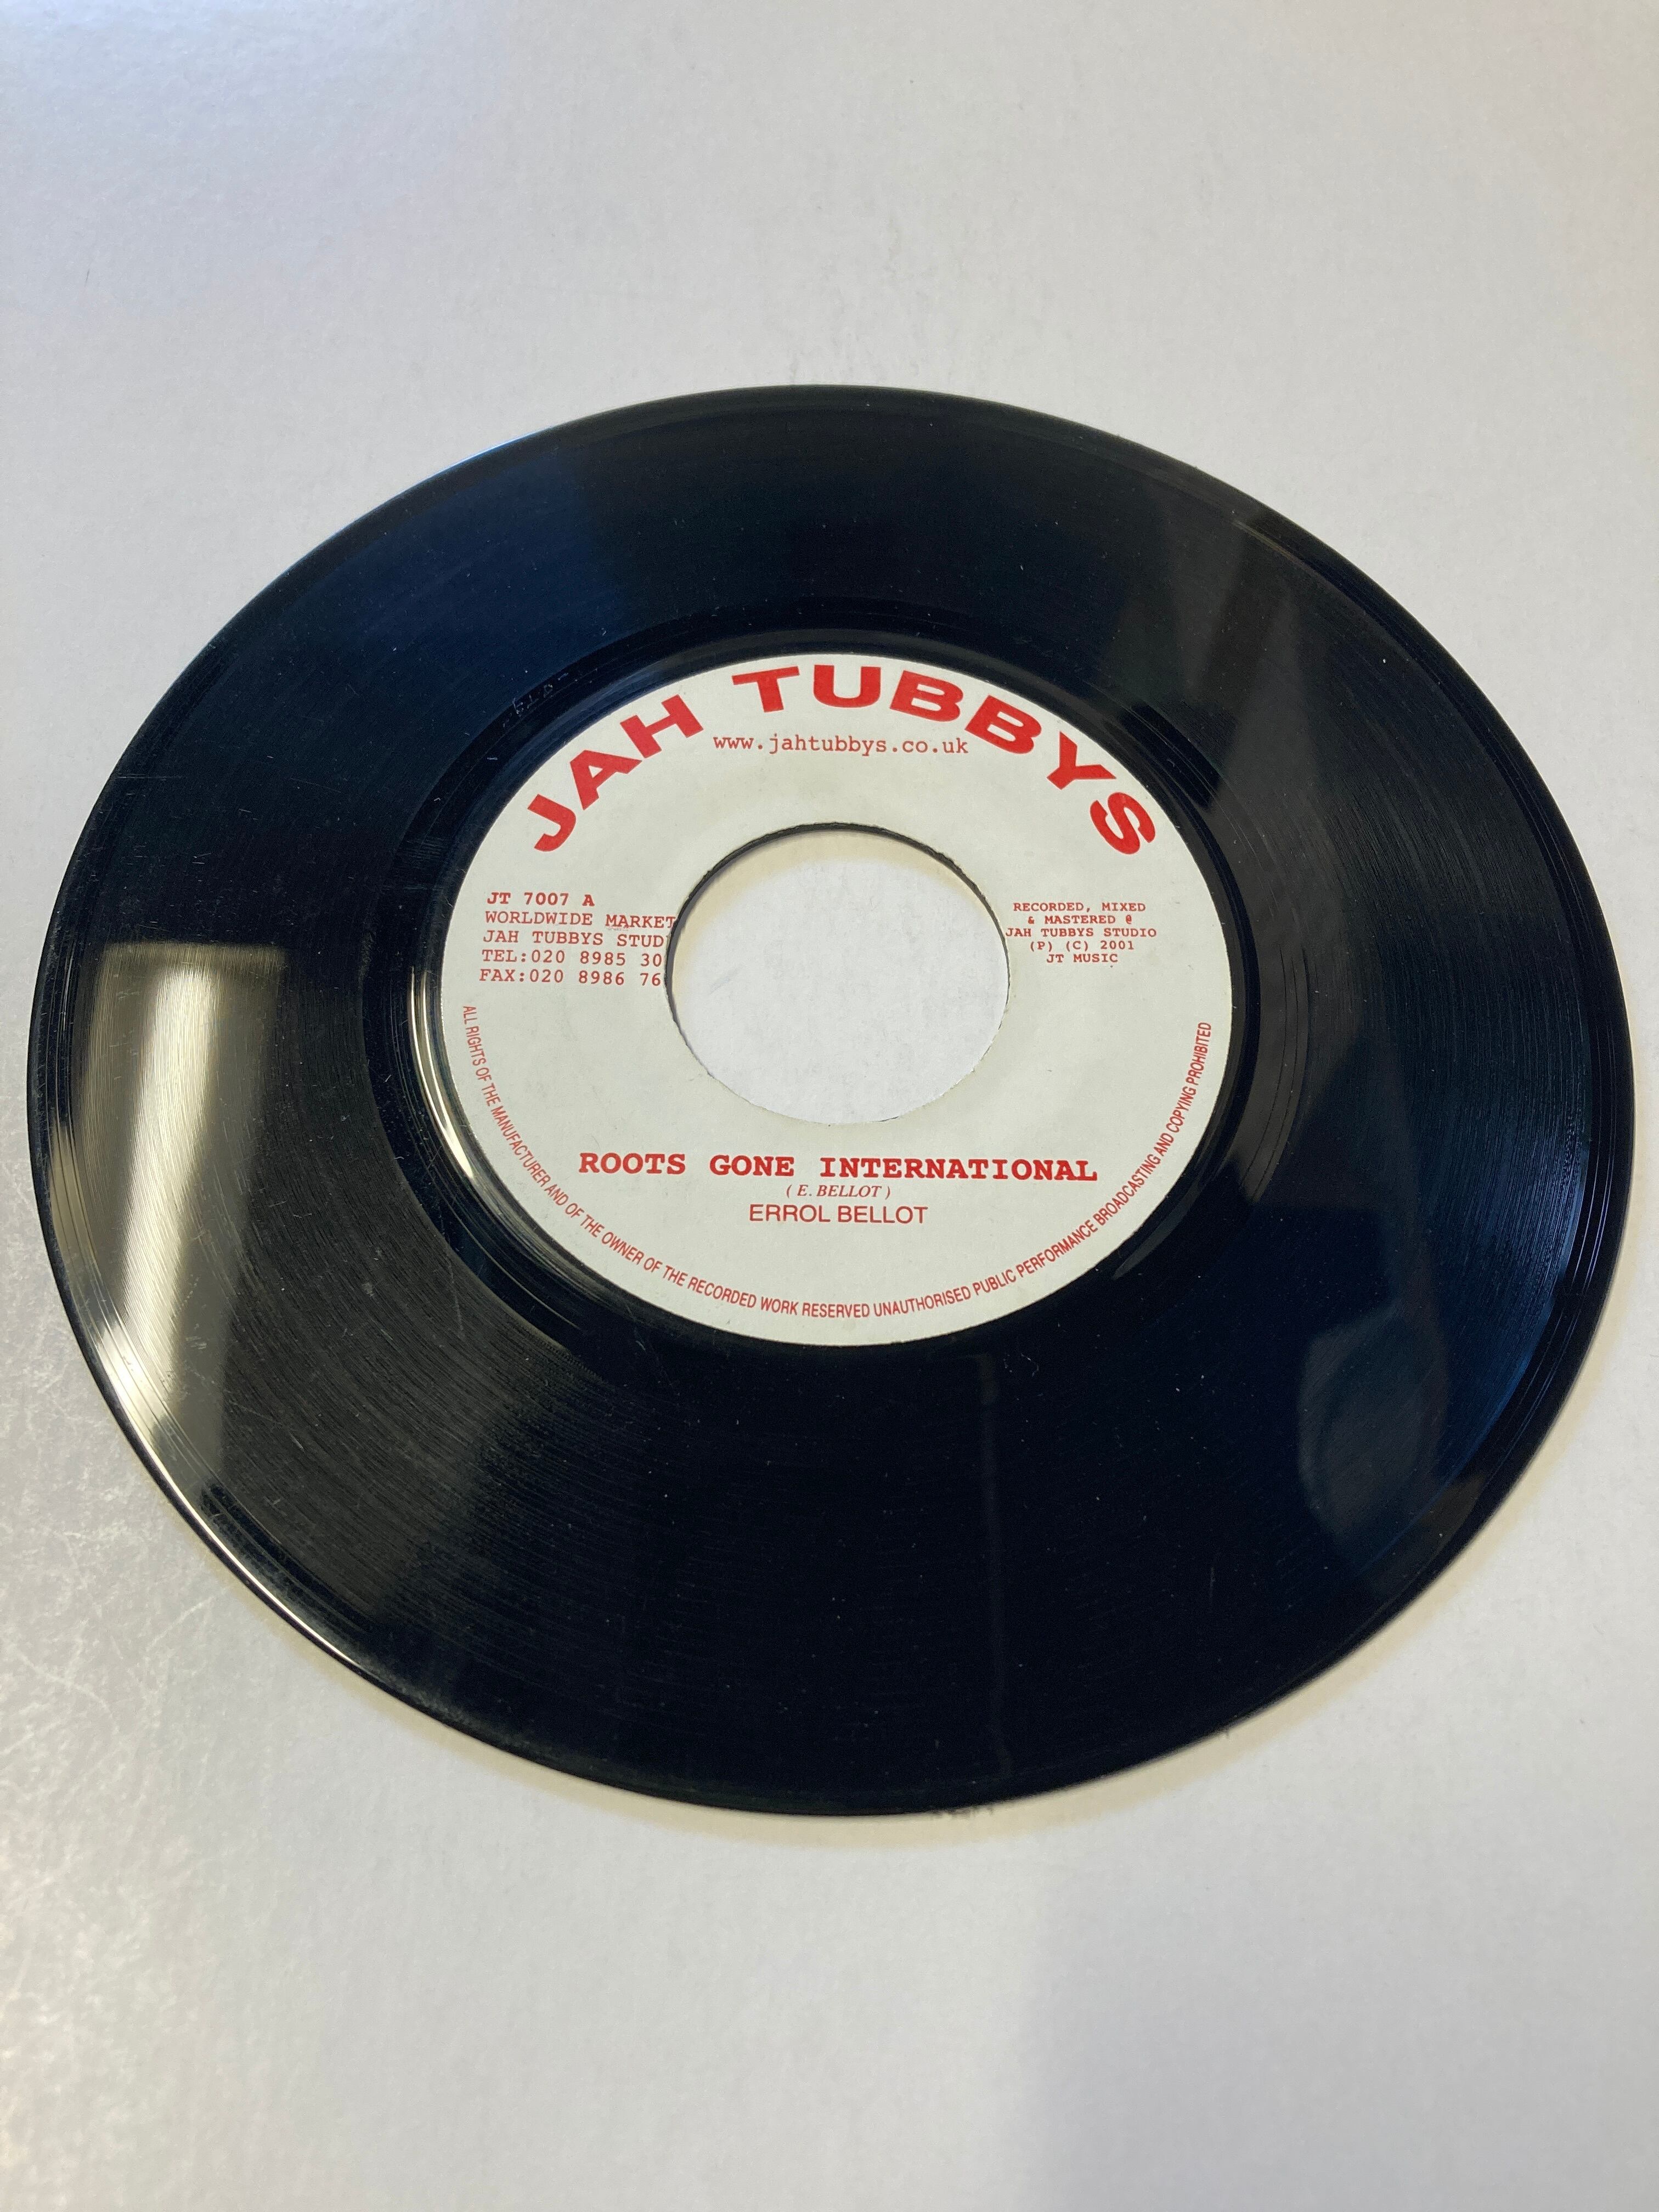 JAH TUBBYS
www.jahtubbys.co.uk
JT 7007 A
WORLDWIDE MARKET
JAH TUBBYS STUD
TEL:020 8985 30
FAX:020 8986 76
RECORDED, MIXED
& MASTERED @
JAH TUBBYS STUDIO
(P) (C) 2001
JT MUSIC
ROOTS GONE INTERNATIONAL
( E. BELLOT )
ERROL BELLOT
ALL RIGHTS OF THE MANUFACTURER AND OF THE OWNER OF THE RECORDED WORK RESERVED UNAUTHORISED PUBLIC PERFORMANCE BROADCASTING AND COPYING PROHIBITED